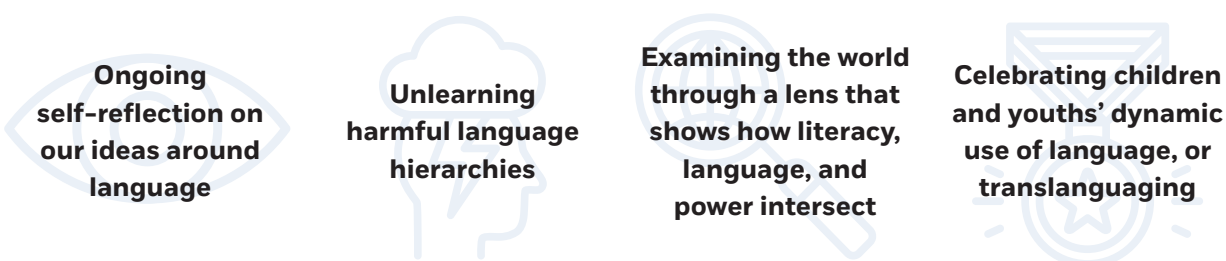 Ongoing
self-reflection on
our ideas around
language
Unlearning
harmful language
hierarchies
Examining the world
through a lens that
shows how literacy,
language, and
power intersect
Celebrating children
and youths’ dynamic
use of language, or
translanguaging